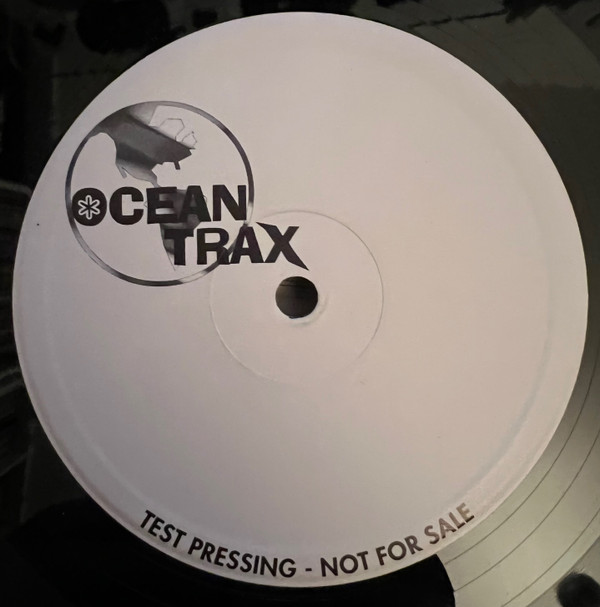 OCEAN
TRAX
TEST PRESSING - NOT FOR SALE